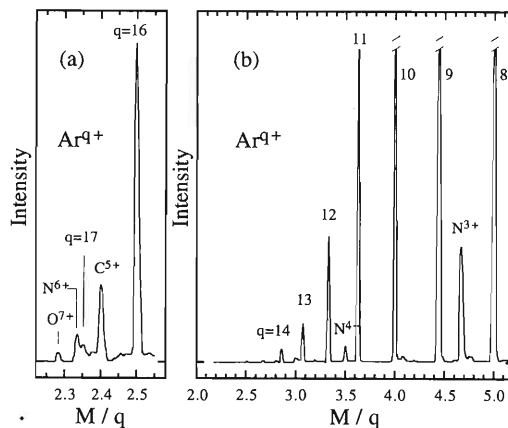 (a)
q=16
Ar^q+
q=17
N^6+
C^5+
O^7+
Intensity
2.3 2.4 2.5
M / q
(b)
11
10
9
8
Ar^q+
12
N^3+
13
q=14
N^4+
Intensity
2.0 2.5 3.0 3.5 4.0 4.5 5.0
M / q